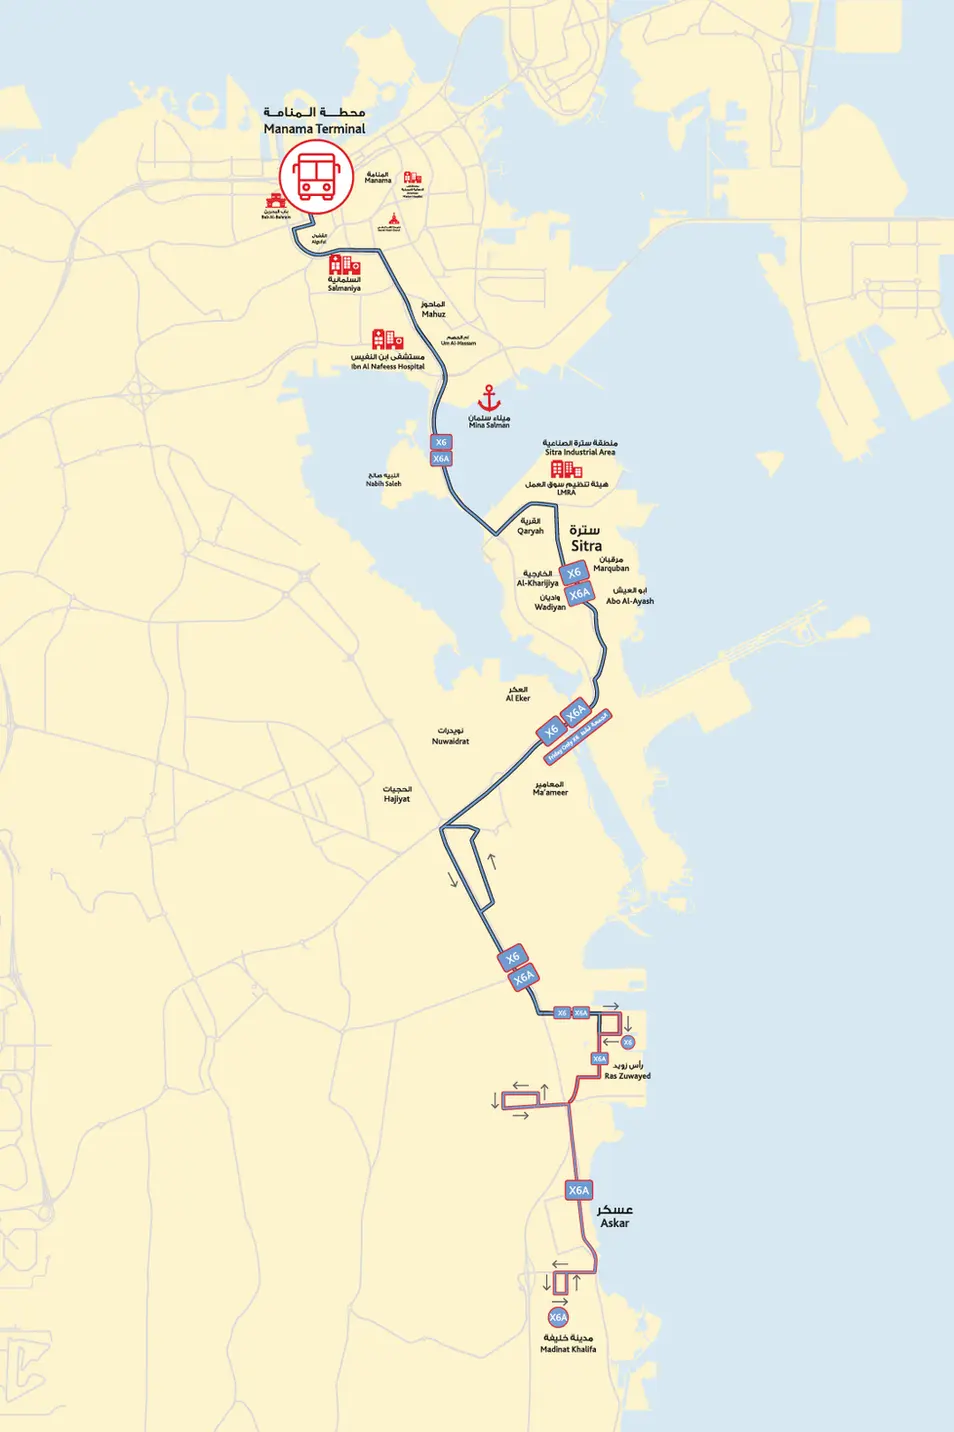 محطة المنامة
Manama Terminal
المنامة
Manama
باب البحرين
Bab Al-Bahrain
القفول
Alguful
السلمانية
Salmaniya
الماحوز
Mahuz
أم الحصم
Um Al-Hassam
مستشفى ابن النفيس
Ibn Al Nafees Hospital
ميناء سلمان
Mina Salman
X6
X6A
منطقة سترة الصناعية
Sitra Industrial Area
هيئة تنظيم سوق العمل
LMRA
النبيه صالح
Nabih Saleh
القرية
Qaryah
سترة
Sitra
مرقبان
Marquban
الخارجية
Al-Kharijiya
X6
X6A
واديان
Wadiyan
ابو العيش
Abo Al-Ayash
العكر
Al Eker
X6
X6A
Friday Only X6 الجمعة فقط
نويدرات
Nuwaidrat
المعامير
Ma'ameer
الحجيات
Hajiyat
X6
X6A
X6
X6A
X6
X6A
رأس زويد
Ras Zuwayed
X6A
عسكر
Askar
X6A
مدينة خليفة
Madinat Khalifa